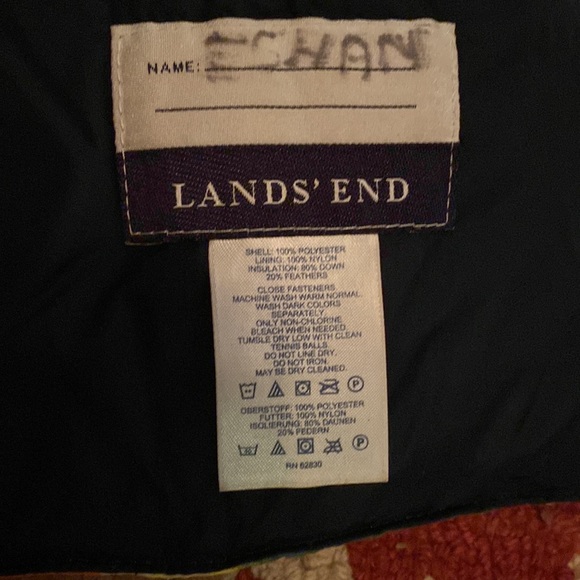 NAME: ESHAN
LANDS' END
SHELL: 100% POLYESTER
LINING: 100% NYLON
INSULATION: 80% DOWN
20% FEATHERS
CLOSE FASTENERS
MACHINE WASH WARM NORMAL.
WASH DARK COLORS
SEPARATELY.
ONLY NON-CHLORINE
BLEACH WHEN NEEDED.
TUMBLE DRY LOW WITH CLEAN
TENNIS BALLS.
DO NOT LINE DRY.
DO NOT IRON.
MAY BE DRY CLEANED.
P
OBERSTOFF: 100% POLYESTER
FUTTER: 100% NYLON
ISOLIERUNG: 80% DAUNEN
20% FEDERN
P
RN 62830